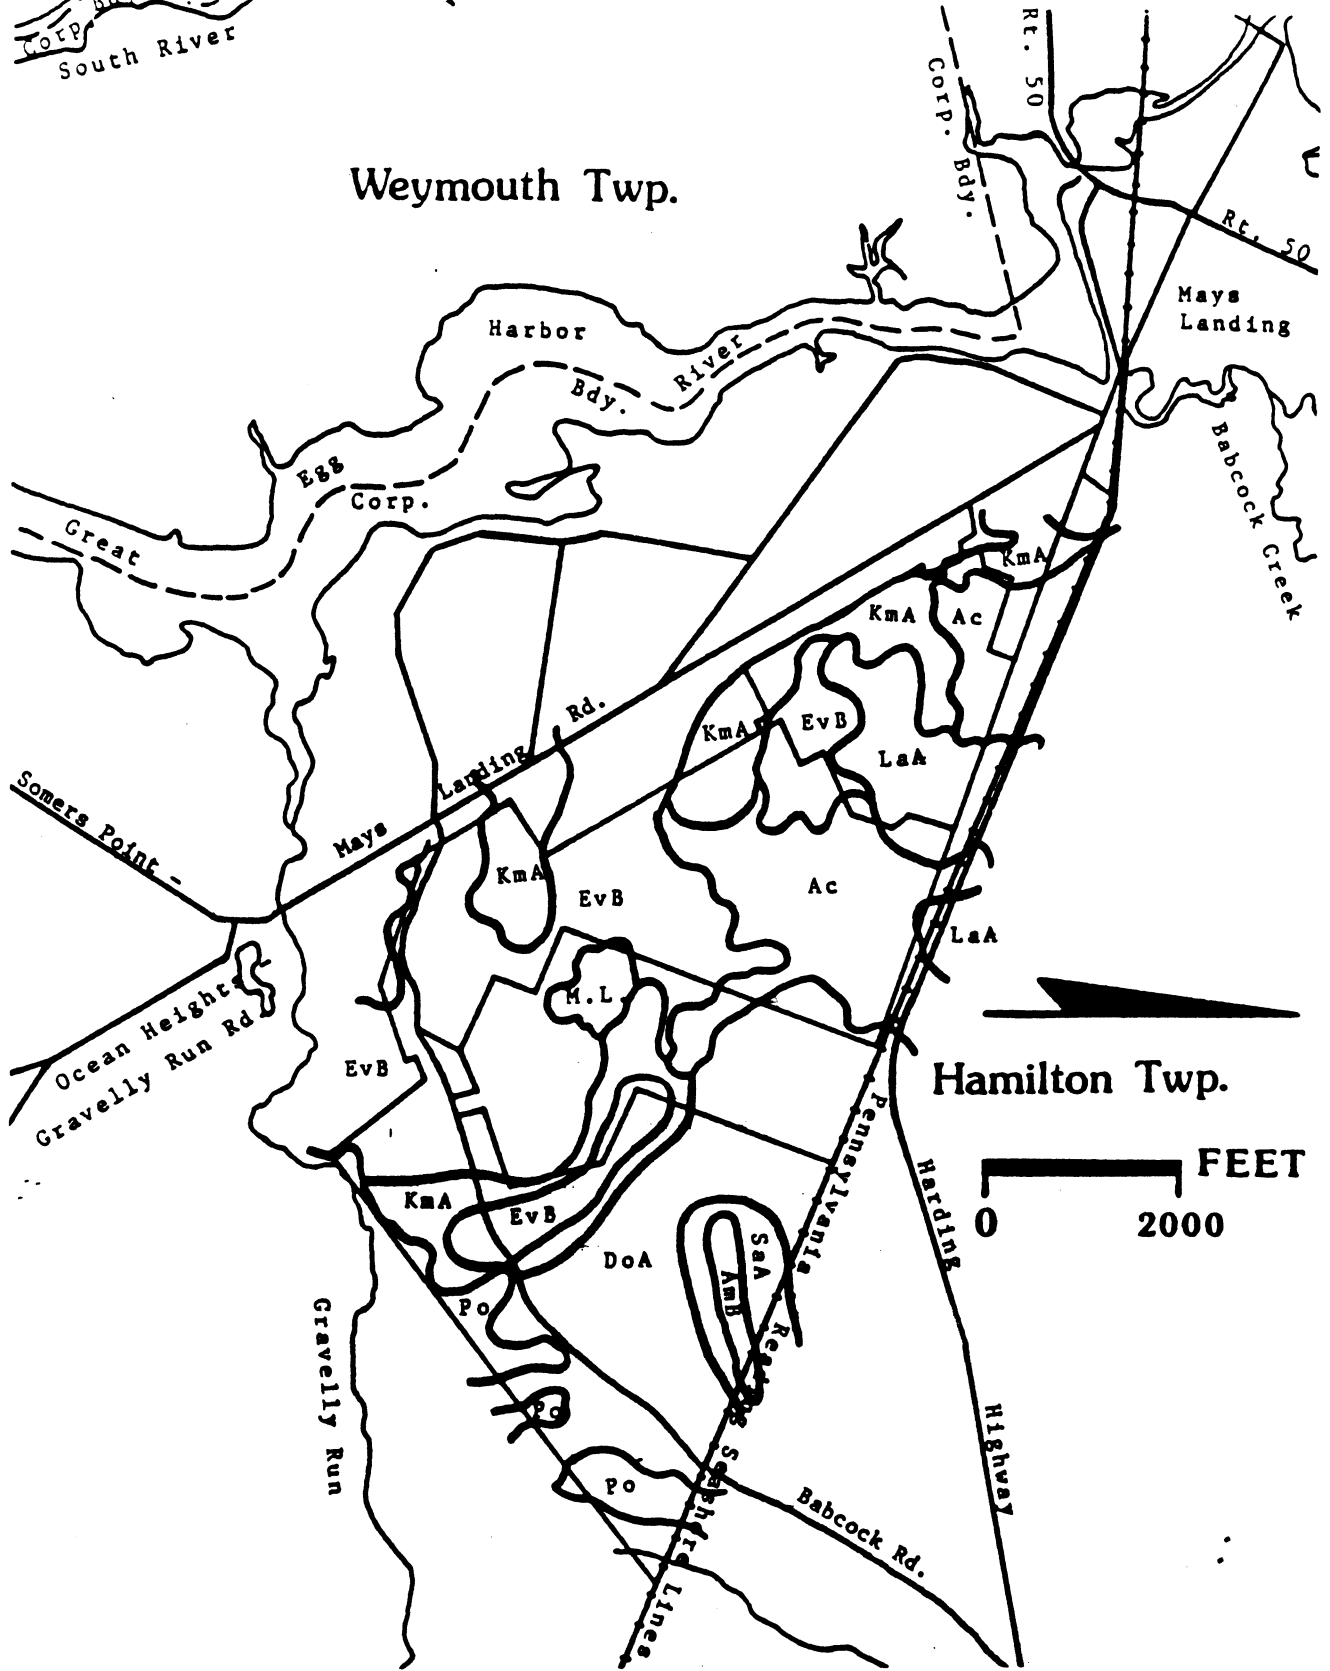 Corp.
South River
Rt. 50
Corp. Bdy.
Weymouth Twp.
Rt. 50
Mays
Landing
Harbor
River
Bdy.
Egg
Corp.
Great
Babcock Creek
KmA
KmA
Ac
Rd.
KmA
EvB
LaA
Landing
Somers Point -
Mays
KmA
EvB
Ac
LaA
M.L.
Ocean Heights
Gravelly Run Rd.
EvB
Hamilton Twp.
Pennsylvania
Reading
Seashore
Lines
FEET
0 2000
Harding
Highway
KmA
EvB
DoA
SaA
AmB
Po
Po
Po
Gravelly Run
Babcock Rd.